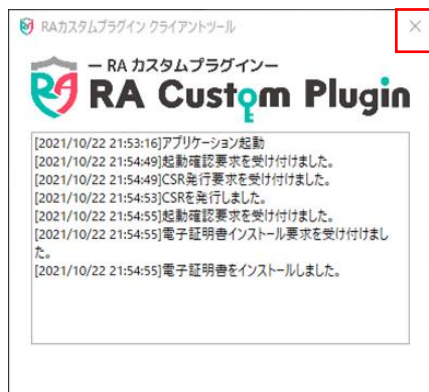 RAカスタムプラグイン クライアントツール
RA
ー RA カスタムプラグインー
RA Custom Plugin
[2021/10/22 21:53:16]アプリケーション起動
[2021/10/22 21:54:49]起動確認要求を受け付けました。
[2021/10/22 21:54:49]CSR発行要求を受け付けました。
[2021/10/22 21:54:53]CSRを発行しました。
[2021/10/22 21:54:55]起動確認要求を受け付けました。
[2021/10/22 21:54:55]電子証明書インストール要求を受け付けまし
た。
[2021/10/22 21:54:55]電子証明書をインストールしました。